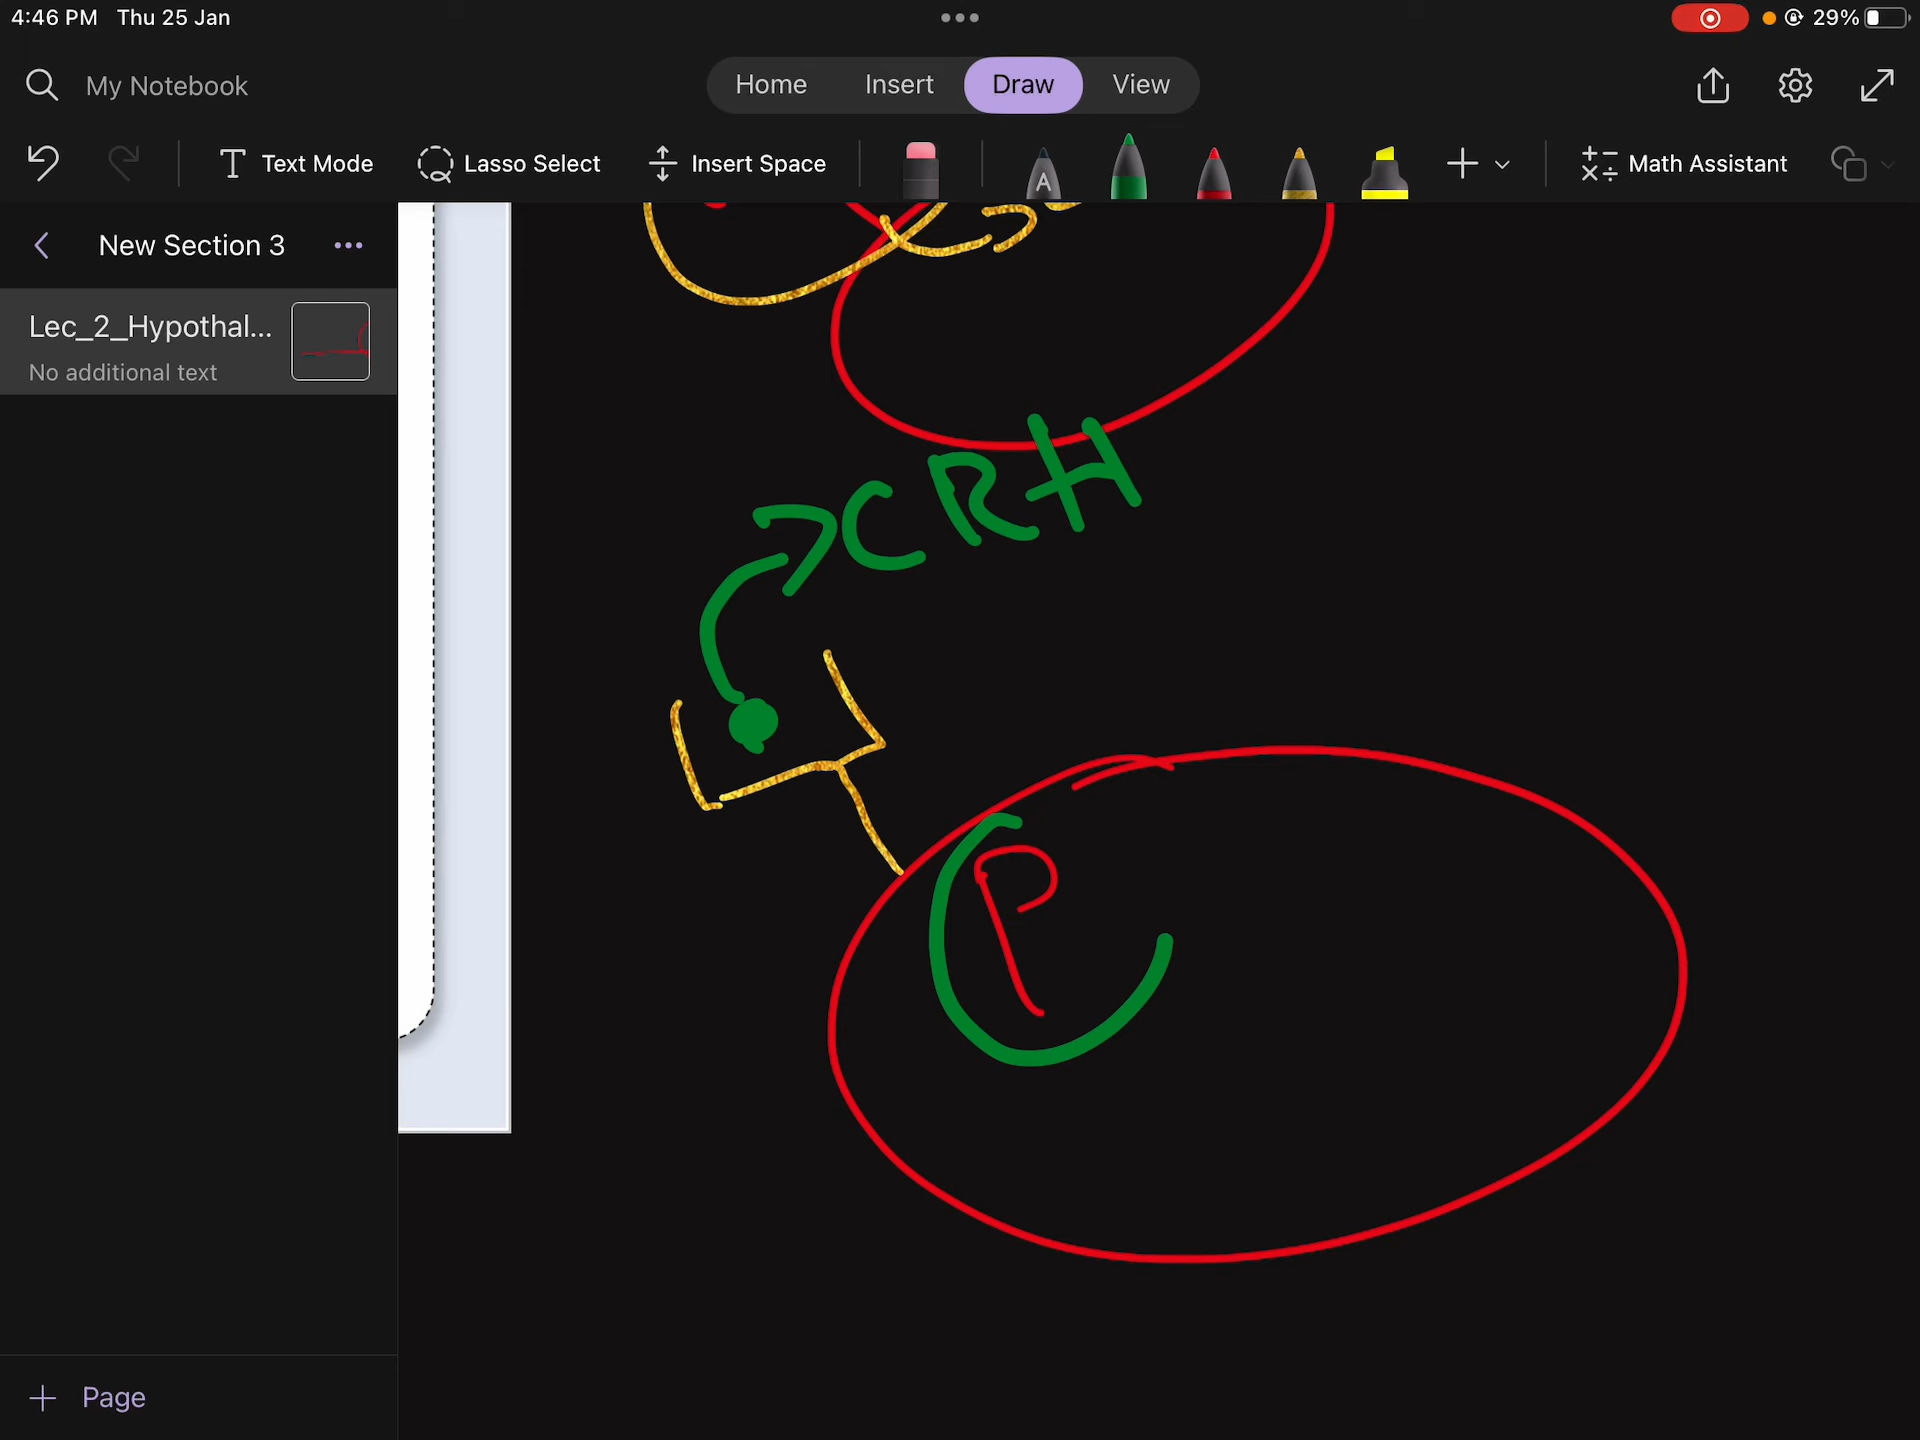 4:46 PM Thu 25 Jan
29%
My Notebook
Home Insert Draw View
Text Mode Lasso Select Insert Space A Math Assistant
New Section 3
Lec_2_Hypothal...
No additional text
CRH
P
Page